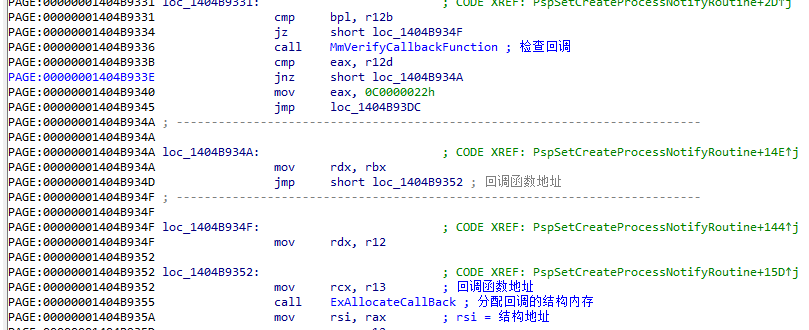 PAGE:00000001404B9331 loc_1404B9331: ; CODE XREF: PspSetCreateProcessNotifyRoutine+2D↑j
PAGE:00000001404B9331 cmp bpl, r12b
PAGE:00000001404B9334 jz short loc_1404B934F
PAGE:00000001404B9336 call MmVerifyCallbackFunction ; 检查回调
PAGE:00000001404B933B cmp eax, r12d
PAGE:00000001404B933E jnz short loc_1404B934A
PAGE:00000001404B9340 mov eax, 0C0000022h
PAGE:00000001404B9345 jmp loc_1404B93DC
PAGE:00000001404B934A ; ---------------------------------------------------------------------------
PAGE:00000001404B934A
PAGE:00000001404B934A loc_1404B934A: ; CODE XREF: PspSetCreateProcessNotifyRoutine+14E↑j
PAGE:00000001404B934A mov rdx, rbx
PAGE:00000001404B934D jmp short loc_1404B9352 ; 回调函数地址
PAGE:00000001404B934F ; ---------------------------------------------------------------------------
PAGE:00000001404B934F
PAGE:00000001404B934F loc_1404B934F: ; CODE XREF: PspSetCreateProcessNotifyRoutine+144↑j
PAGE:00000001404B934F mov rdx, r12
PAGE:00000001404B9352
PAGE:00000001404B9352 loc_1404B9352: ; CODE XREF: PspSetCreateProcessNotifyRoutine+15D↑j
PAGE:00000001404B9352 mov rcx, r13 ; 回调函数地址
PAGE:00000001404B9355 call ExAllocateCallBack ; 分配回调的结构内存
PAGE:00000001404B935A mov rsi, rax ; rsi = 结构地址